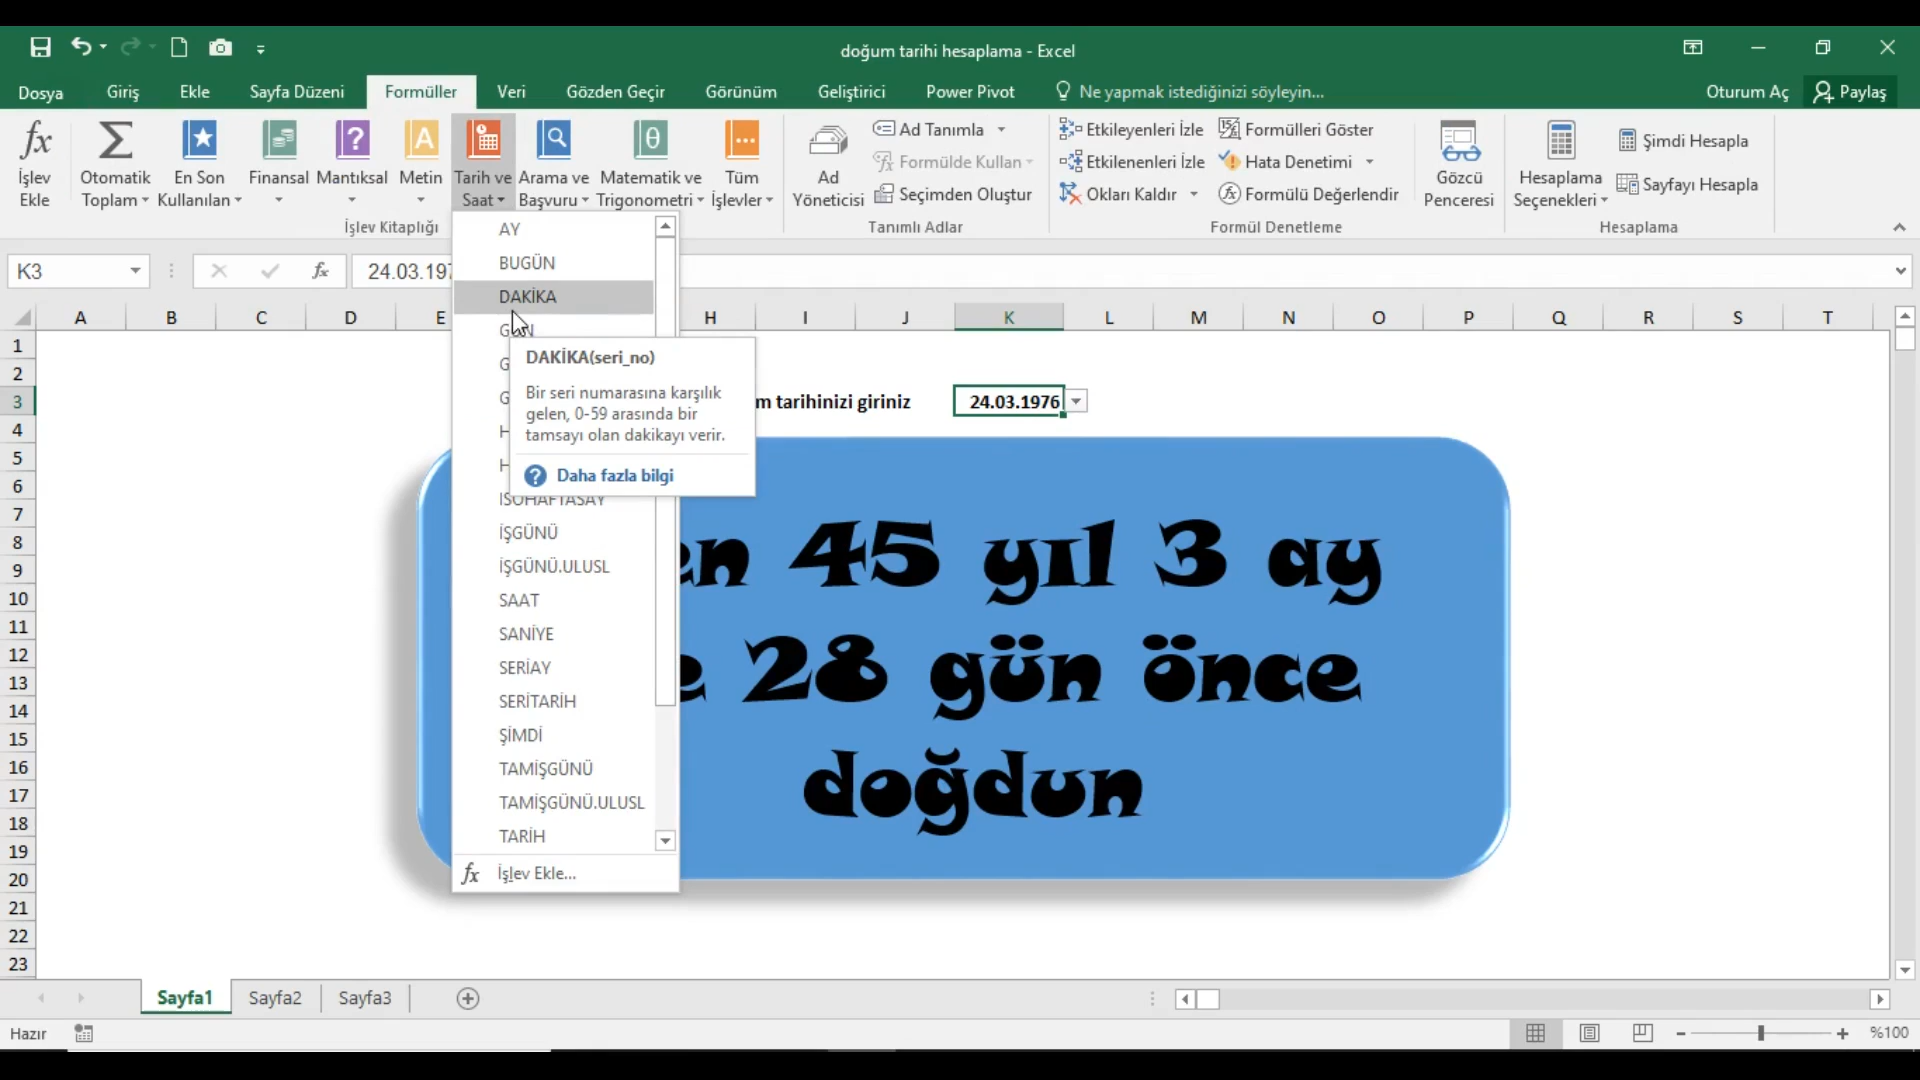 doğum tarihi hesaplama - Excel
Dosya Giriş Ekle Sayfa Düzeni Formüller Veri Gözden Geçir Görünüm Geliştirici Power Pivot Ne yapmak istediğinizi söyleyin... Oturum Aç Paylaş
İşlev Ekle
Otomatik Toplam
En Son Kullanılan
Finansal
Mantıksal
Metin
Tarih ve Saat
Arama ve Başvuru
Matematik ve Trigonometri
Tüm İşlevler
İşlev Kitaplığı
Ad Yöneticisi
Ad Tanımla
Formülde Kullan
Seçimden Oluştur
Tanımlı Adlar
Etkileyenleri İzle
Etkilenenleri İzle
Okları Kaldır
Formülleri Göster
Hata Denetimi
Formülü Değerlendir
Formül Denetleme
Gözcü Penceresi
Hesaplama Seçenekleri
Şimdi Hesapla
Sayfayı Hesapla
Hesaplama
K3
fx
24.03.197
A B C D E H I J K L M N O P Q R S T
1
2
3
4
5
6
7
8
9
10
11
12
13
14
15
16
17
18
19
20
21
22
23
AY
BUGÜN
DAKİKA
DAKİKA(seri_no)
Bir seri numarasına karşılık
gelen, 0-59 arasında bir
tamsayı olan dakikayı verir.
Daha fazla bilgi
ISOHAFTASAY
İŞGÜNÜ
İŞGÜNÜ.ULUSL
SAAT
SANİYE
SERİAY
SERİTARİH
ŞİMDİ
TAMİŞGÜNÜ
TAMİŞGÜNÜ.ULUSL
TARİH
fx İşlev Ekle...
m tarihinizi giriniz
24.03.1976
en 45 yıl 3 ay
e 28 gün önce
doğdun
Sayfa1 Sayfa2 Sayfa3
Hazır
%100